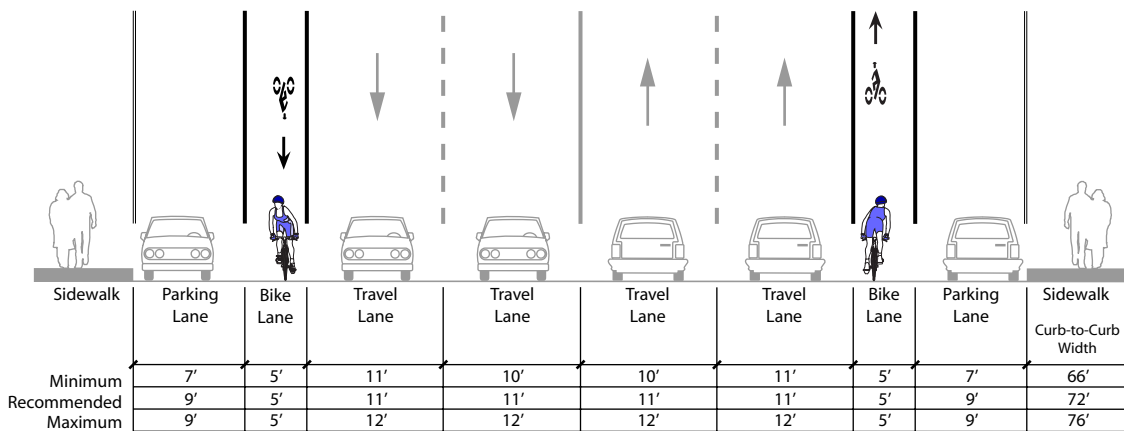 Sidewalk
Parking
Lane
Bike
Lane
Travel
Lane
Travel
Lane
Travel
Lane
Travel
Lane
Bike
Lane
Parking
Lane
Sidewalk
Curb-to-Curb
Width
Minimum 7′ 5′ 11′ 10′ 10′ 11′ 5′ 7′ 66′
Recommended 9′ 5′ 11′ 11′ 11′ 11′ 5′ 9′ 72′
Maximum 9′ 5′ 12′ 12′ 12′ 12′ 5′ 9′ 76′